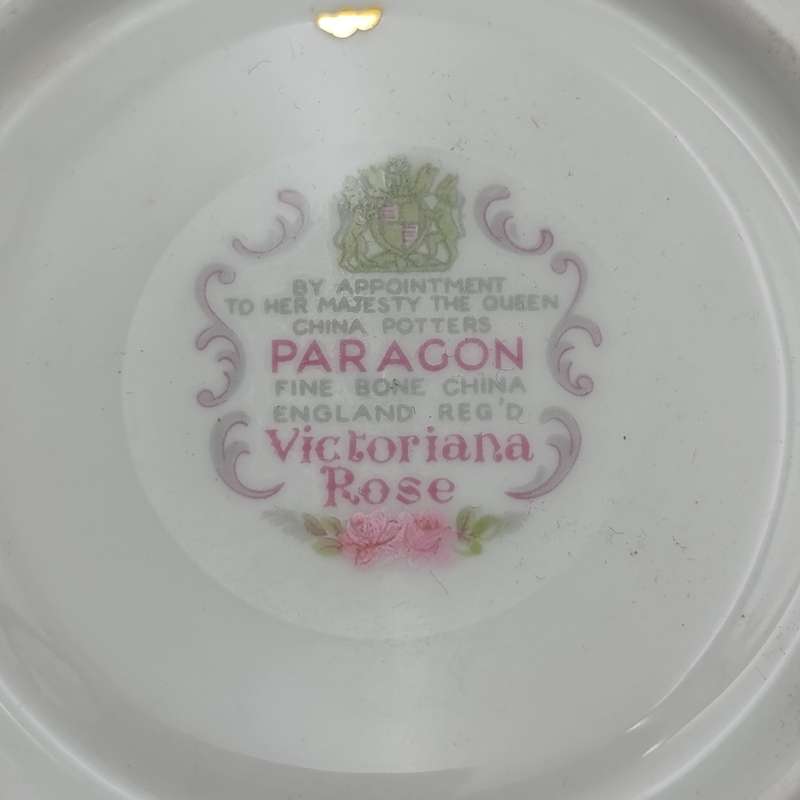 BY APPOINTMENT
TO HER MAJESTY THE QUEEN
CHINA POTTERS
PARAGON
FINE BONE CHINA
ENGLAND REG'D
Victoriana
Rose